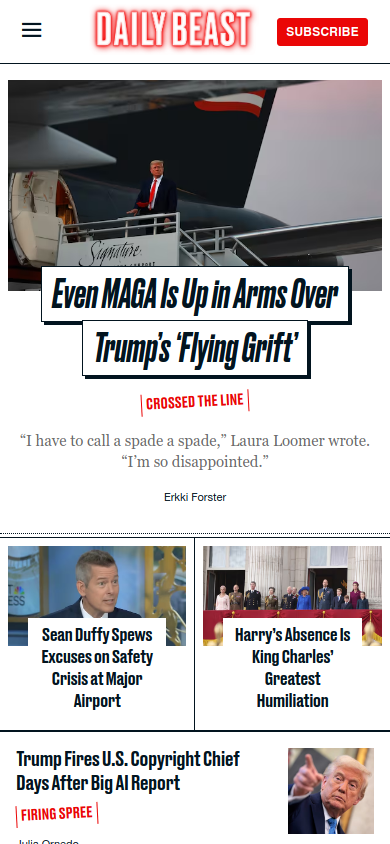 DAILY BEAST
SUBSCRIBE
Signature
Even MAGA Is Up in Arms Over
Trump's ‘Flying Grift’
CROSSED THE LINE
“I have to call a spade a spade,” Laura Loomer wrote.
“I’m so disappointed.”
Erkki Forster
Sean Duffy Spews
Excuses on Safety
Crisis at Major
Airport
Harry’s Absence Is
King Charles’
Greatest
Humiliation
Trump Fires U.S. Copyright Chief
Days After Big AI Report
FIRING SPREE